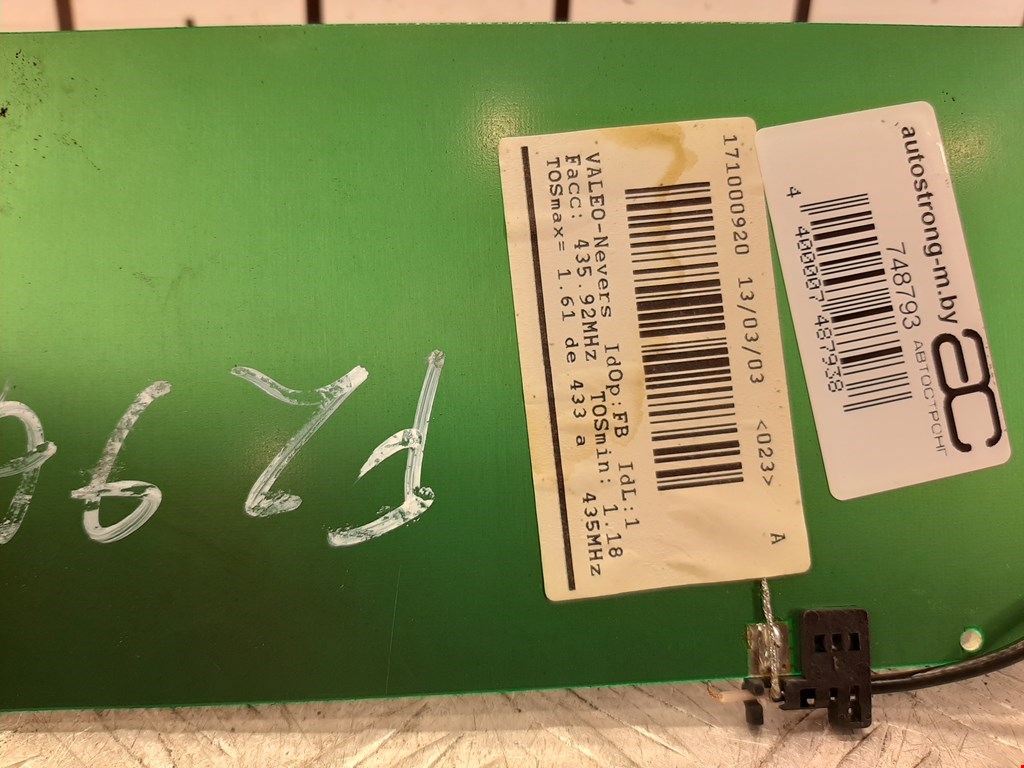 171000920 13/03/03 <023> A
VALEO-Nevers IdOp:FB IdL:1
Facc: 435.92MHz TOSmin: 1.18
TOSmax= 1.61 de 433 a 435MHz
autostrong-m.by
ac
АВТОСТРОНГ
748793
4 400007 487938